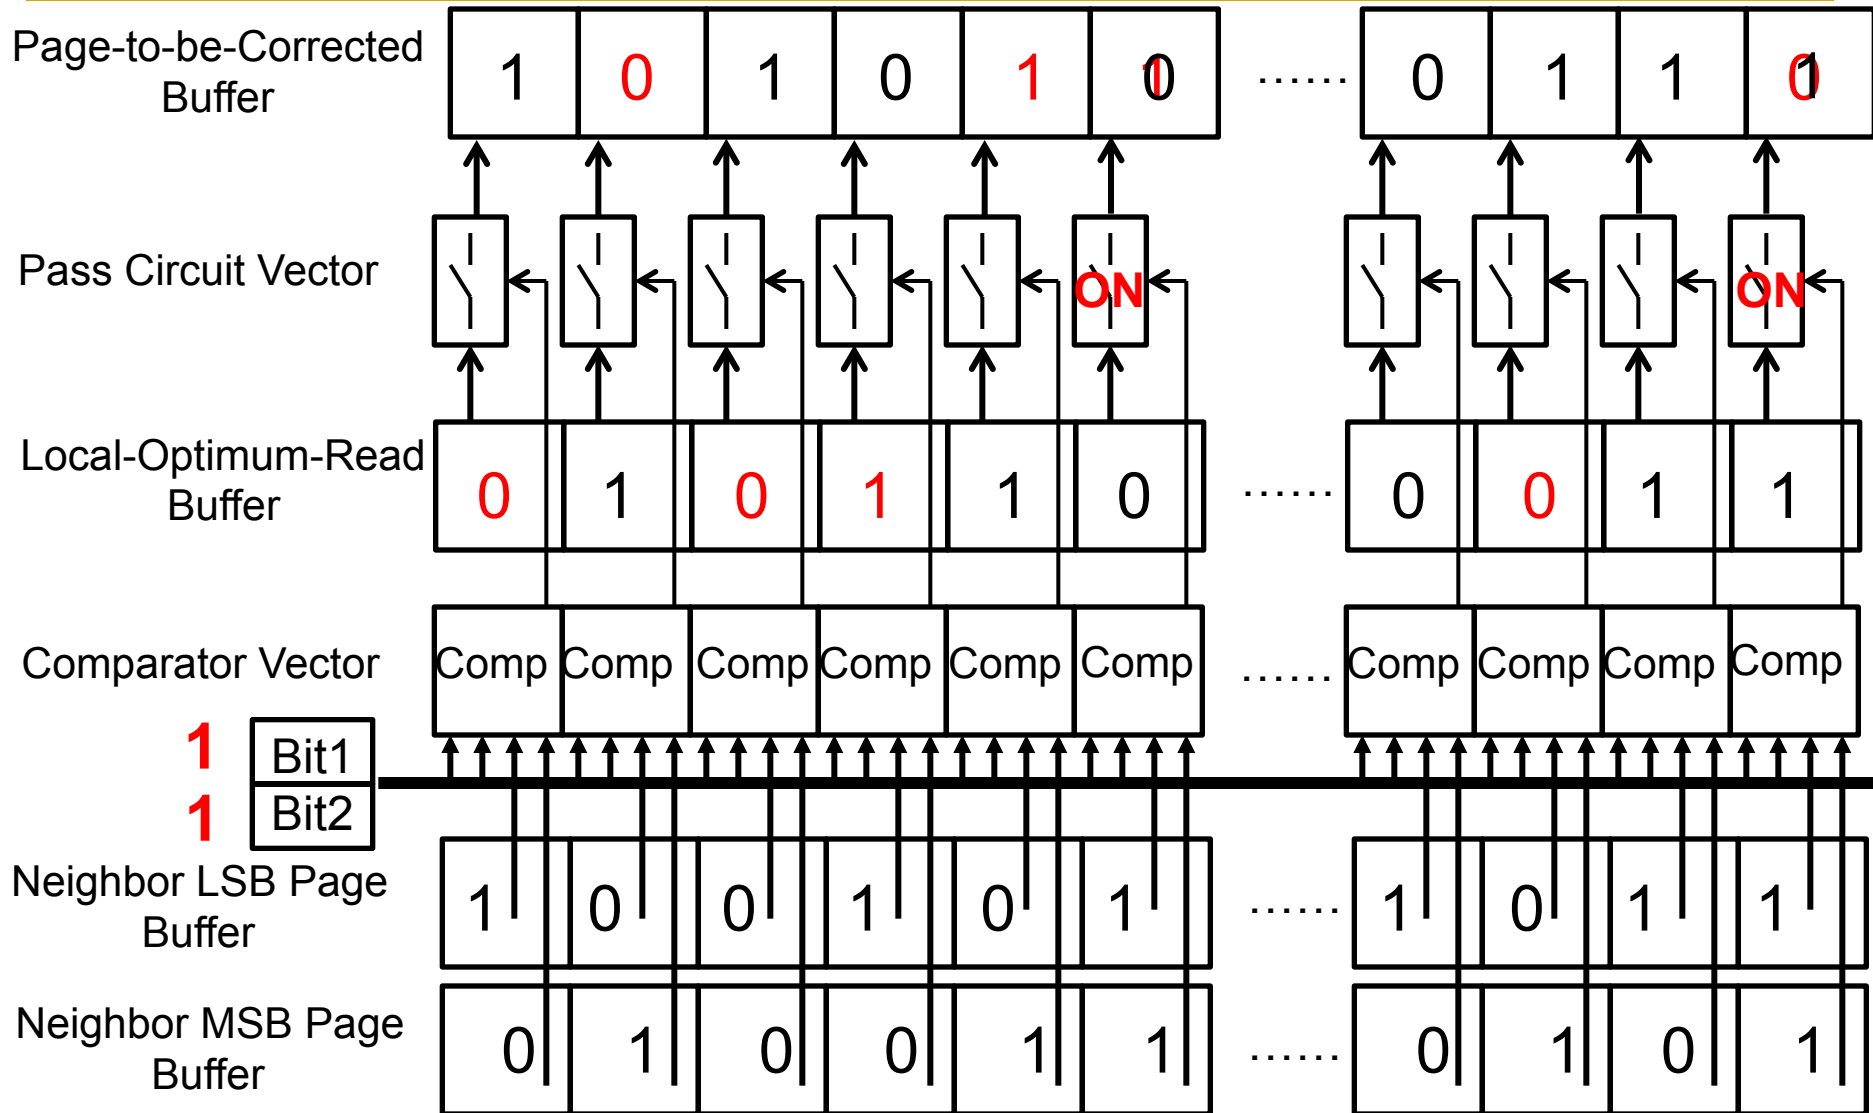 Page-to-be-Corrected
Buffer
1 0 1 0 1 0 ...... 0 1 1 1
Pass Circuit Vector
ON ON
Local-Optimum-Read
Buffer
0 1 0 1 1 0 ...... 0 0 1 1
Comparator Vector
Comp Comp Comp Comp Comp Comp ...... Comp Comp Comp Comp
1 Bit1
1 Bit2
Neighbor LSB Page
Buffer
1 0 0 1 0 1 ...... 1 0 1 1
Neighbor MSB Page
Buffer
0 1 0 0 1 1 ...... 0 1 0 1